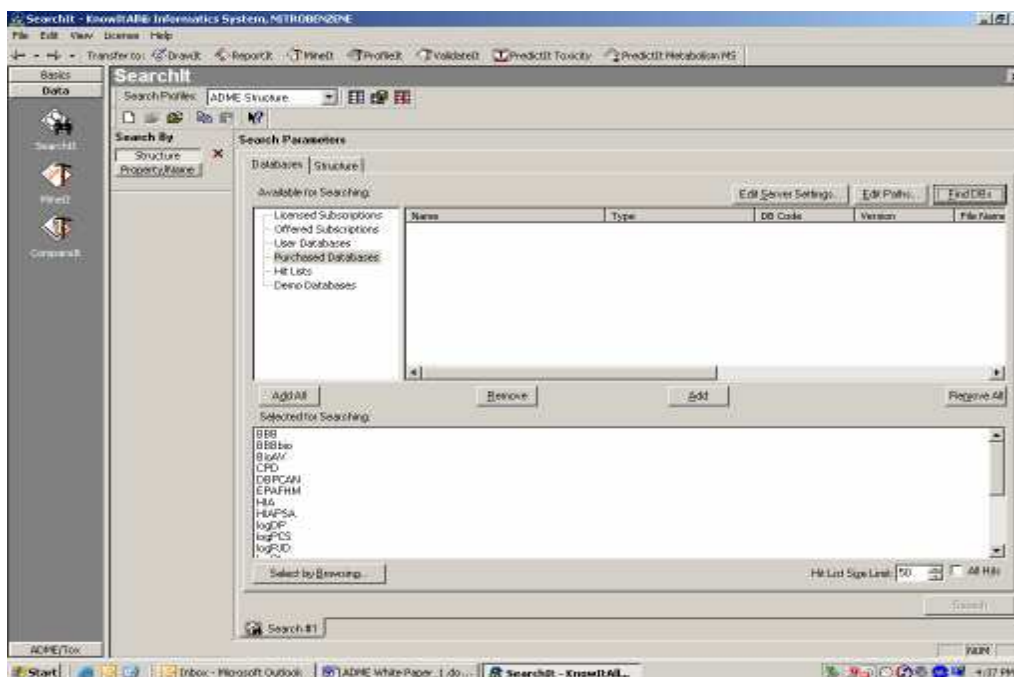 SearchIt - KnowItAll® Informatics System, NITROBENZENE
File Edit View License Help
Transfer to: DrawIt ReportIt MineIt ProfileIt ValidateIt PredictIt Toxicity PredictIt Metabolism MS
Basics
Data
SearchIt
MineIt
CompareIt
ADME/Tox
SearchIt
Search Profiles: ADME Structure
Search By
Structure
Property/Name
Search Parameters
Databases Structure
Available for Searching:
Edit Server Settings... Edit Paths... Find DBs
Licensed Subscriptions
Offered Subscriptions
User Databases
Purchased Databases
Hit Lists
Demo Databases
Name Type DB Code Version File Name
Add All Remove Add Remove All
Selected for Searching:
BBB
BBBbio
BioAV
CPD
DBPCAN
EPAFHM
HIA
HIAPSA
logDP
logPCS
logPJD
Select by Browsing...
Hit List Size Limit: 50 All Hits
Search
Search #1
NUM
Start Inbox - Microsoft Outlook ADME White Paper_1.do... SearchIt - KnowItAll... 4:37 PM